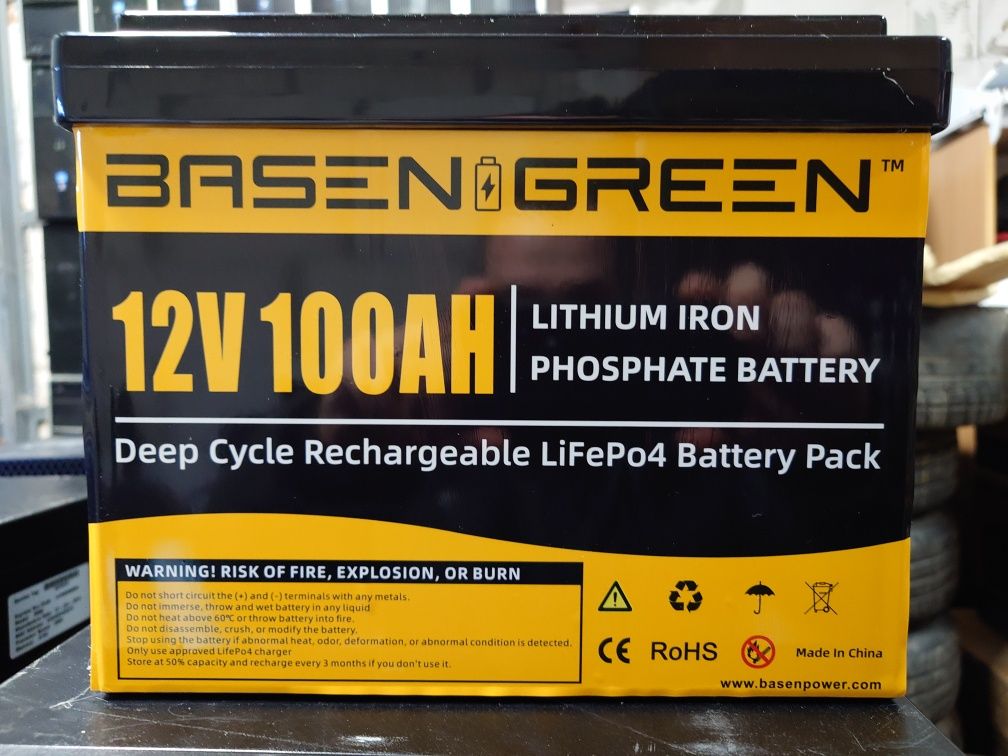 BASEN GREEN™
12V 100AH
LITHIUM IRON
PHOSPHATE BATTERY
Deep Cycle Rechargeable LiFePo4 Battery Pack
WARNING! RISK OF FIRE, EXPLOSION, OR BURN
Do not short circuit the (+) and (-) terminals with any metals.
Do not immerse, throw and wet battery in any liquid
Do not heat above 60℃ or throw battery into fire.
Do not disassemble, crush, or modify the battery.
Stop using the battery if abnormal heat, odor, deformation, or abnormal condition is detected.
Only use approved LifePo4 charger
Store at 50% capacity and recharge every 3 months if you don't use it.
CE RoHS Made In China
www.basenpower.com